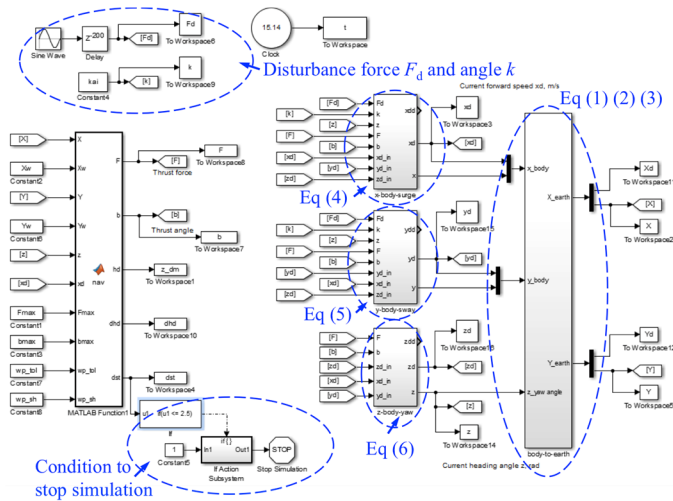 Sine Wave
Z^-200
Delay
[Fd]
Fd
To Workspace6
kai
Constant4
[k]
k
To Workspace9
15.14
Clock
t
To Workspace
Disturbance force Fd and angle k
Current forward speed xd, m/s
Eq (1) (2) (3)
[X]
Xw
Constant2
[Y]
Yw
Constant6
[z]
[xd]
Fmax
Constant1
bmax
Constant3
wp_tol
Constant7
wp_sh
Constant8
X
Xw
Y
Yw
z
xd
Fmax
bmax
wp_tol
wp_sh
nav
F
b
hd
dhd
dst
MATLAB Function1
[F]
Thrust force
F
To Workspace8
[b]
Thrust angle
b
To Workspace7
z_dm
To Workspace1
dhd
To Workspace10
dst
To Workspace4
u1
if(u1 <= 2.5)
If
1
Constant5
if { }
In1
Out1
If Action
Subsystem
STOP
Stop Simulation
Condition to
stop simulation
[Fd]
[k]
[z]
[F]
[b]
[xd]
[yd]
[zd]
Fd
k
z
F
b
xd_in
yd_in
zd_in
xdd
xd
x
x-body-surge
Eq (4)
xd
To Workspace3
[xd]
[Fd]
[k]
[z]
[F]
[b]
[yd]
[xd]
[zd]
Fd
k
z
F
b
yd_in
xd_in
zd_in
ydd
yd
y
y-body-sway
Eq (5)
yd
To Workspace15
[yd]
[F]
[b]
[zd]
[xd]
[yd]
F
b
zd_in
xd_in
yd_in
zdd
zd
z
z-body-yaw
Eq (6)
zd
To Workspace16
[zd]
[z]
z
To Workspace14
Current heading angle z, rad
x_body
y_body
z_yaw angle
X_earth
Y_earth
body-to-earth
Xd
To Workspace11
[X]
X
To Workspace2
Yd
To Workspace12
[Y]
Y
To Workspace5